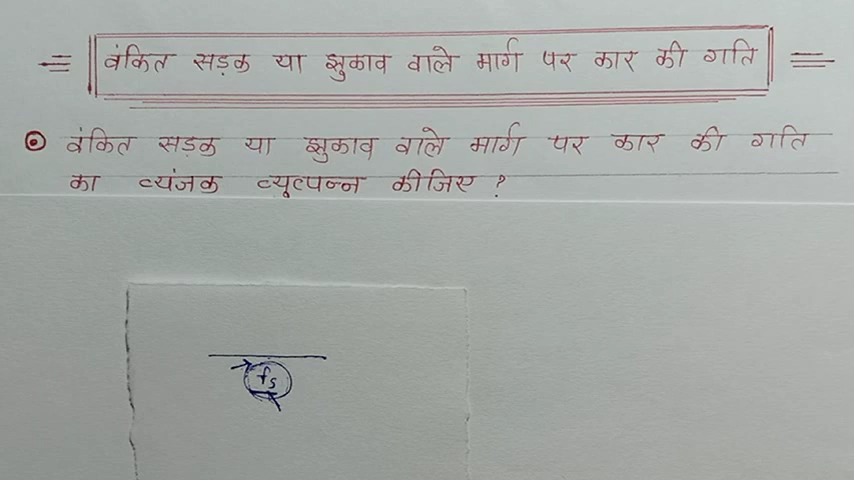 वंकित सड़क या झुकाव वाले मार्ग पर कार की गति
वंकित सड़क या झुकाव वाले मार्ग पर कार की गति
का व्यंजक व्यूत्पन्न कीजिए ?
fs